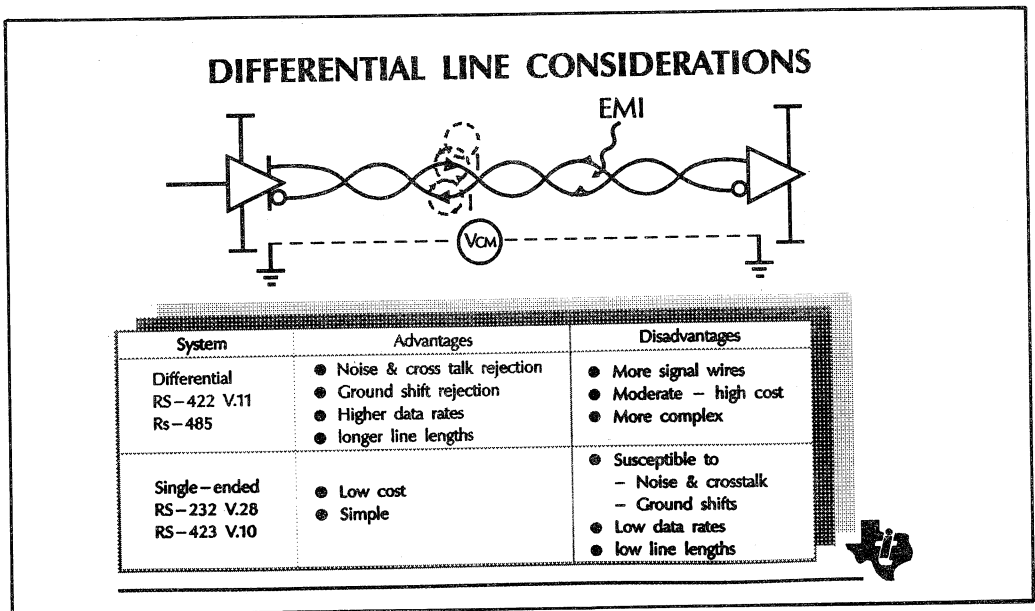 DIFFERENTIAL LINE CONSIDERATIONS
EMI
I
I
VCM
System
Advantages
Disadvantages
Differential
RS-422 V.11
Rs-485
● Noise & cross talk rejection
● Ground shift rejection
● Higher data rates
● longer line lengths
● More signal wires
● Moderate - high cost
● More complex
Single-ended
RS-232 V.28
RS-423 V.10
● Low cost
● Simple
● Susceptible to
- Noise & crosstalk
- Ground shifts
● Low data rates
● low line lengths